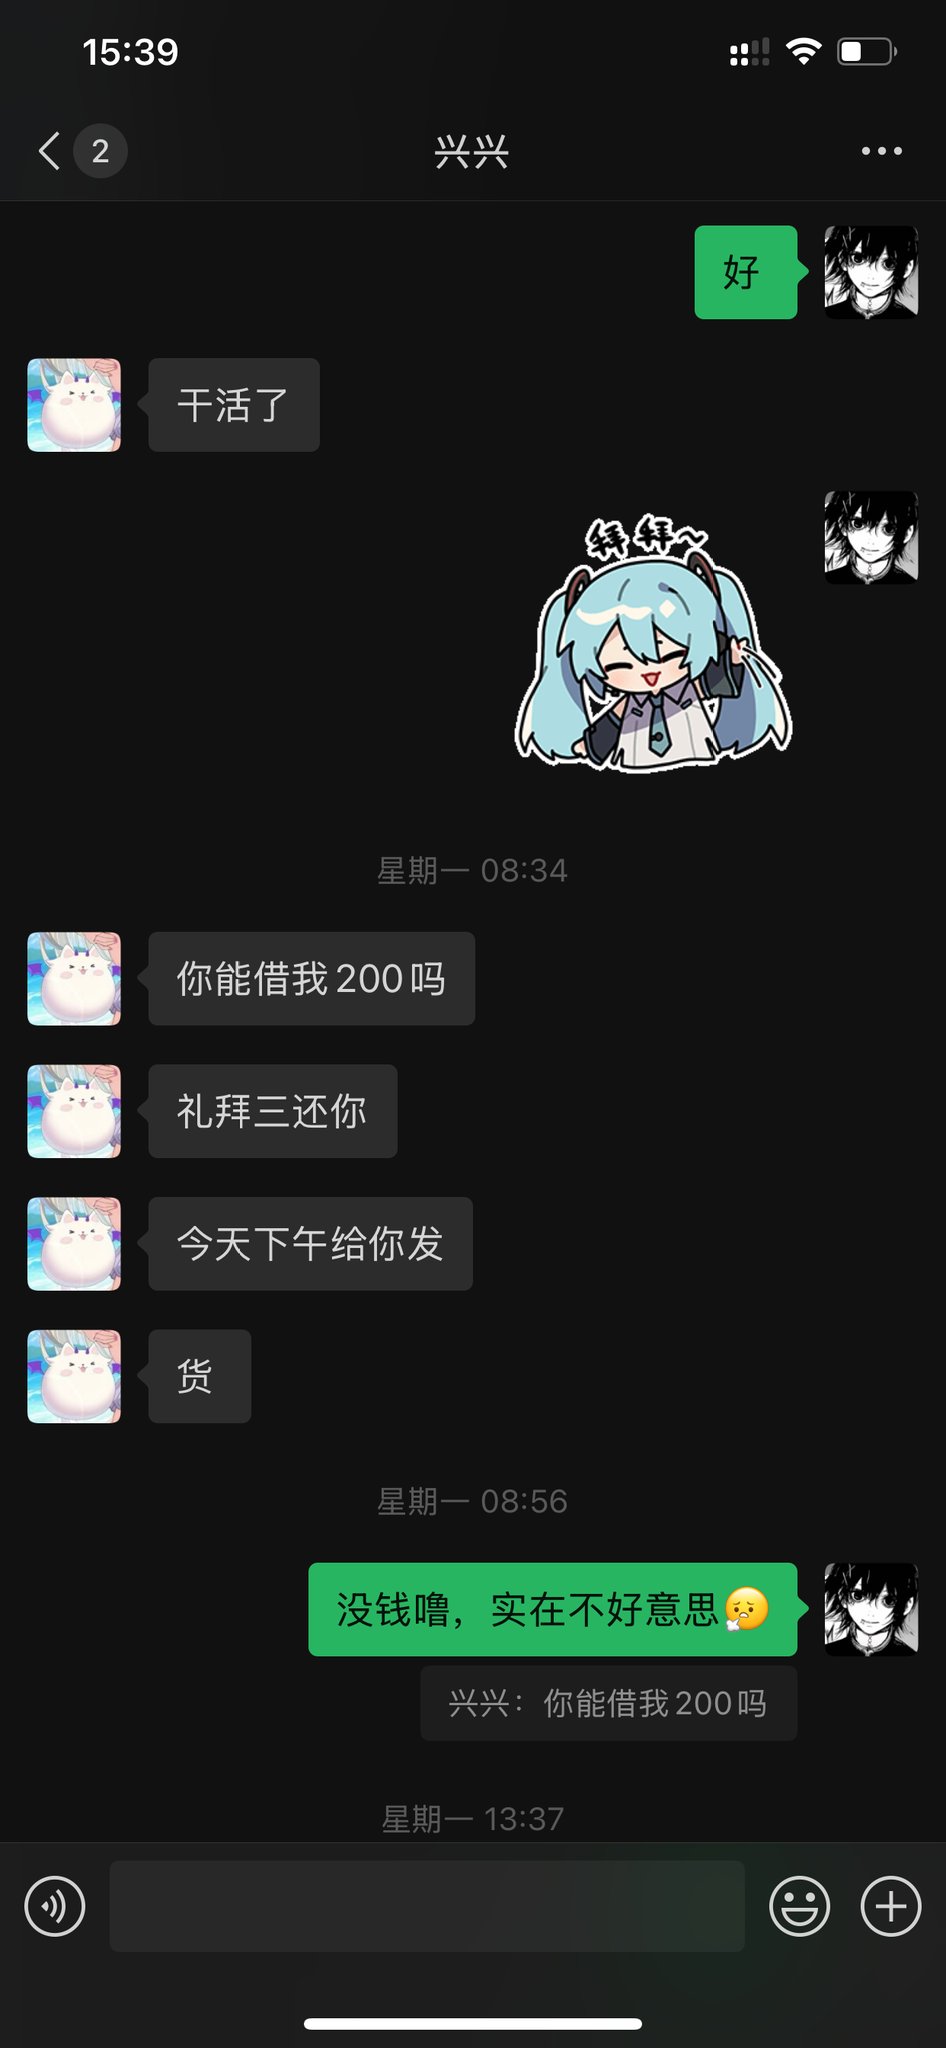 15:39
2
兴兴
好
干活了
拜拜～
星期一 08:34
你能借我200吗
礼拜三还你
今天下午给你发
货
星期一 08:56
没钱噜，实在不好意思😮‍💨
兴兴：你能借我200吗
星期一 13:37